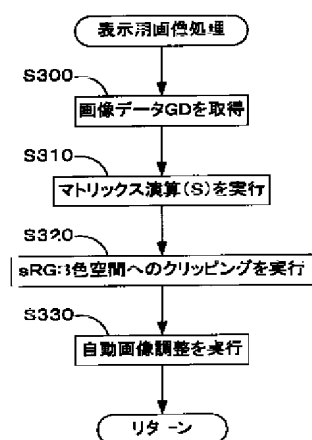 表示用画像処理
S300
画像データGDを取得
S310
マトリックス演算(S)を実行
S320
sRGB色空間へのクリッピングを実行
S330
自動画像調整を実行
リターン